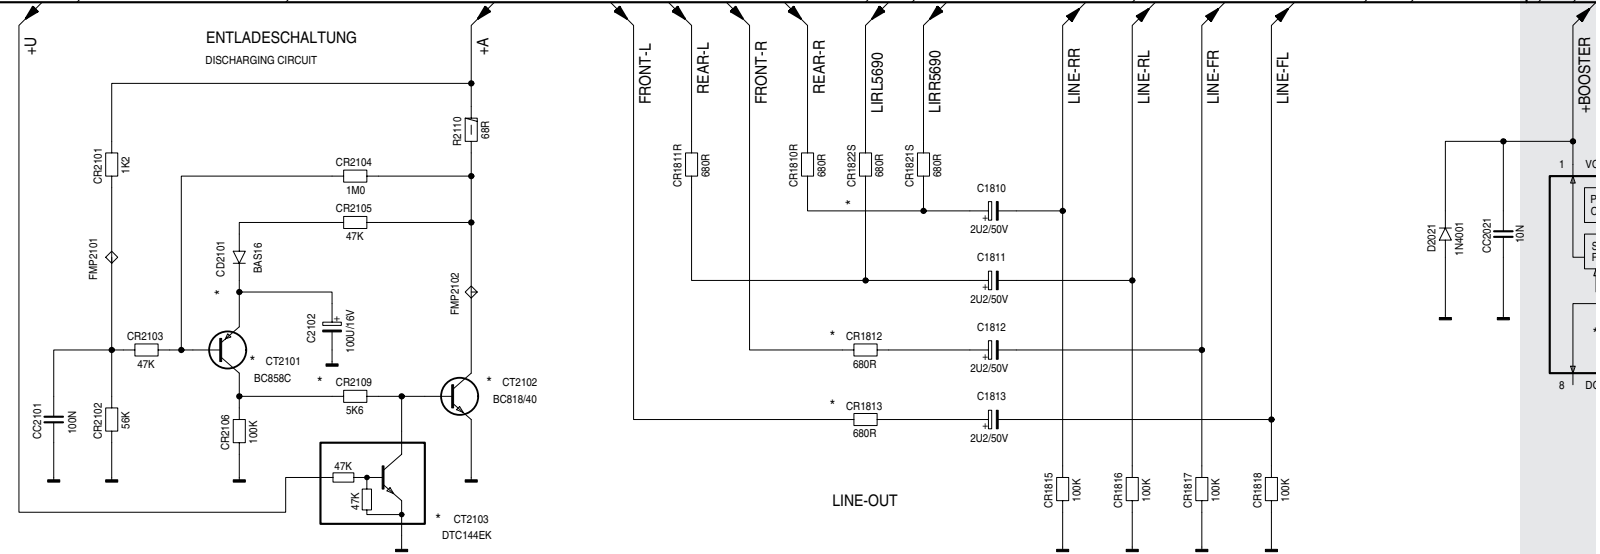 +U
ENTLADESCHALTUNG
DISCHARGING CIRCUIT
+A
FRONT-L
REAR-L
FRONT-R
REAR-R
LIRL5690
LIRR5690
LINE-RR
LINE-RL
LINE-FR
LINE-FL
+BOOSTER
R2110
68R
CR2101
1K2
CR2104
1M0
CR2105
47K
FMP2101
CD2101
BAS16
*
C2102
+
100U/16V
FMP2102
CR2103
47K
*
CT2101
BC858C
*
CR2109
5K6
*
CT2102
BC818/40
CC2101
100N
CR2102
56K
CR2106
100K
47K
47K
*
CT2103
DTC144EK
CR1811R
680R
CR1810R
680R
CR1822S
680R
CR1821S
680R
*
C1810
+
2U2/50V
C1811
+
2U2/50V
*
CR1812
680R
C1812
+
2U2/50V
*
CR1813
680R
C1813
+
2U2/50V
LINE-OUT
CR1815
100K
CR1816
100K
CR1817
100K
CR1818
100K
D2021
1N4001
CC2021
10N
1
8